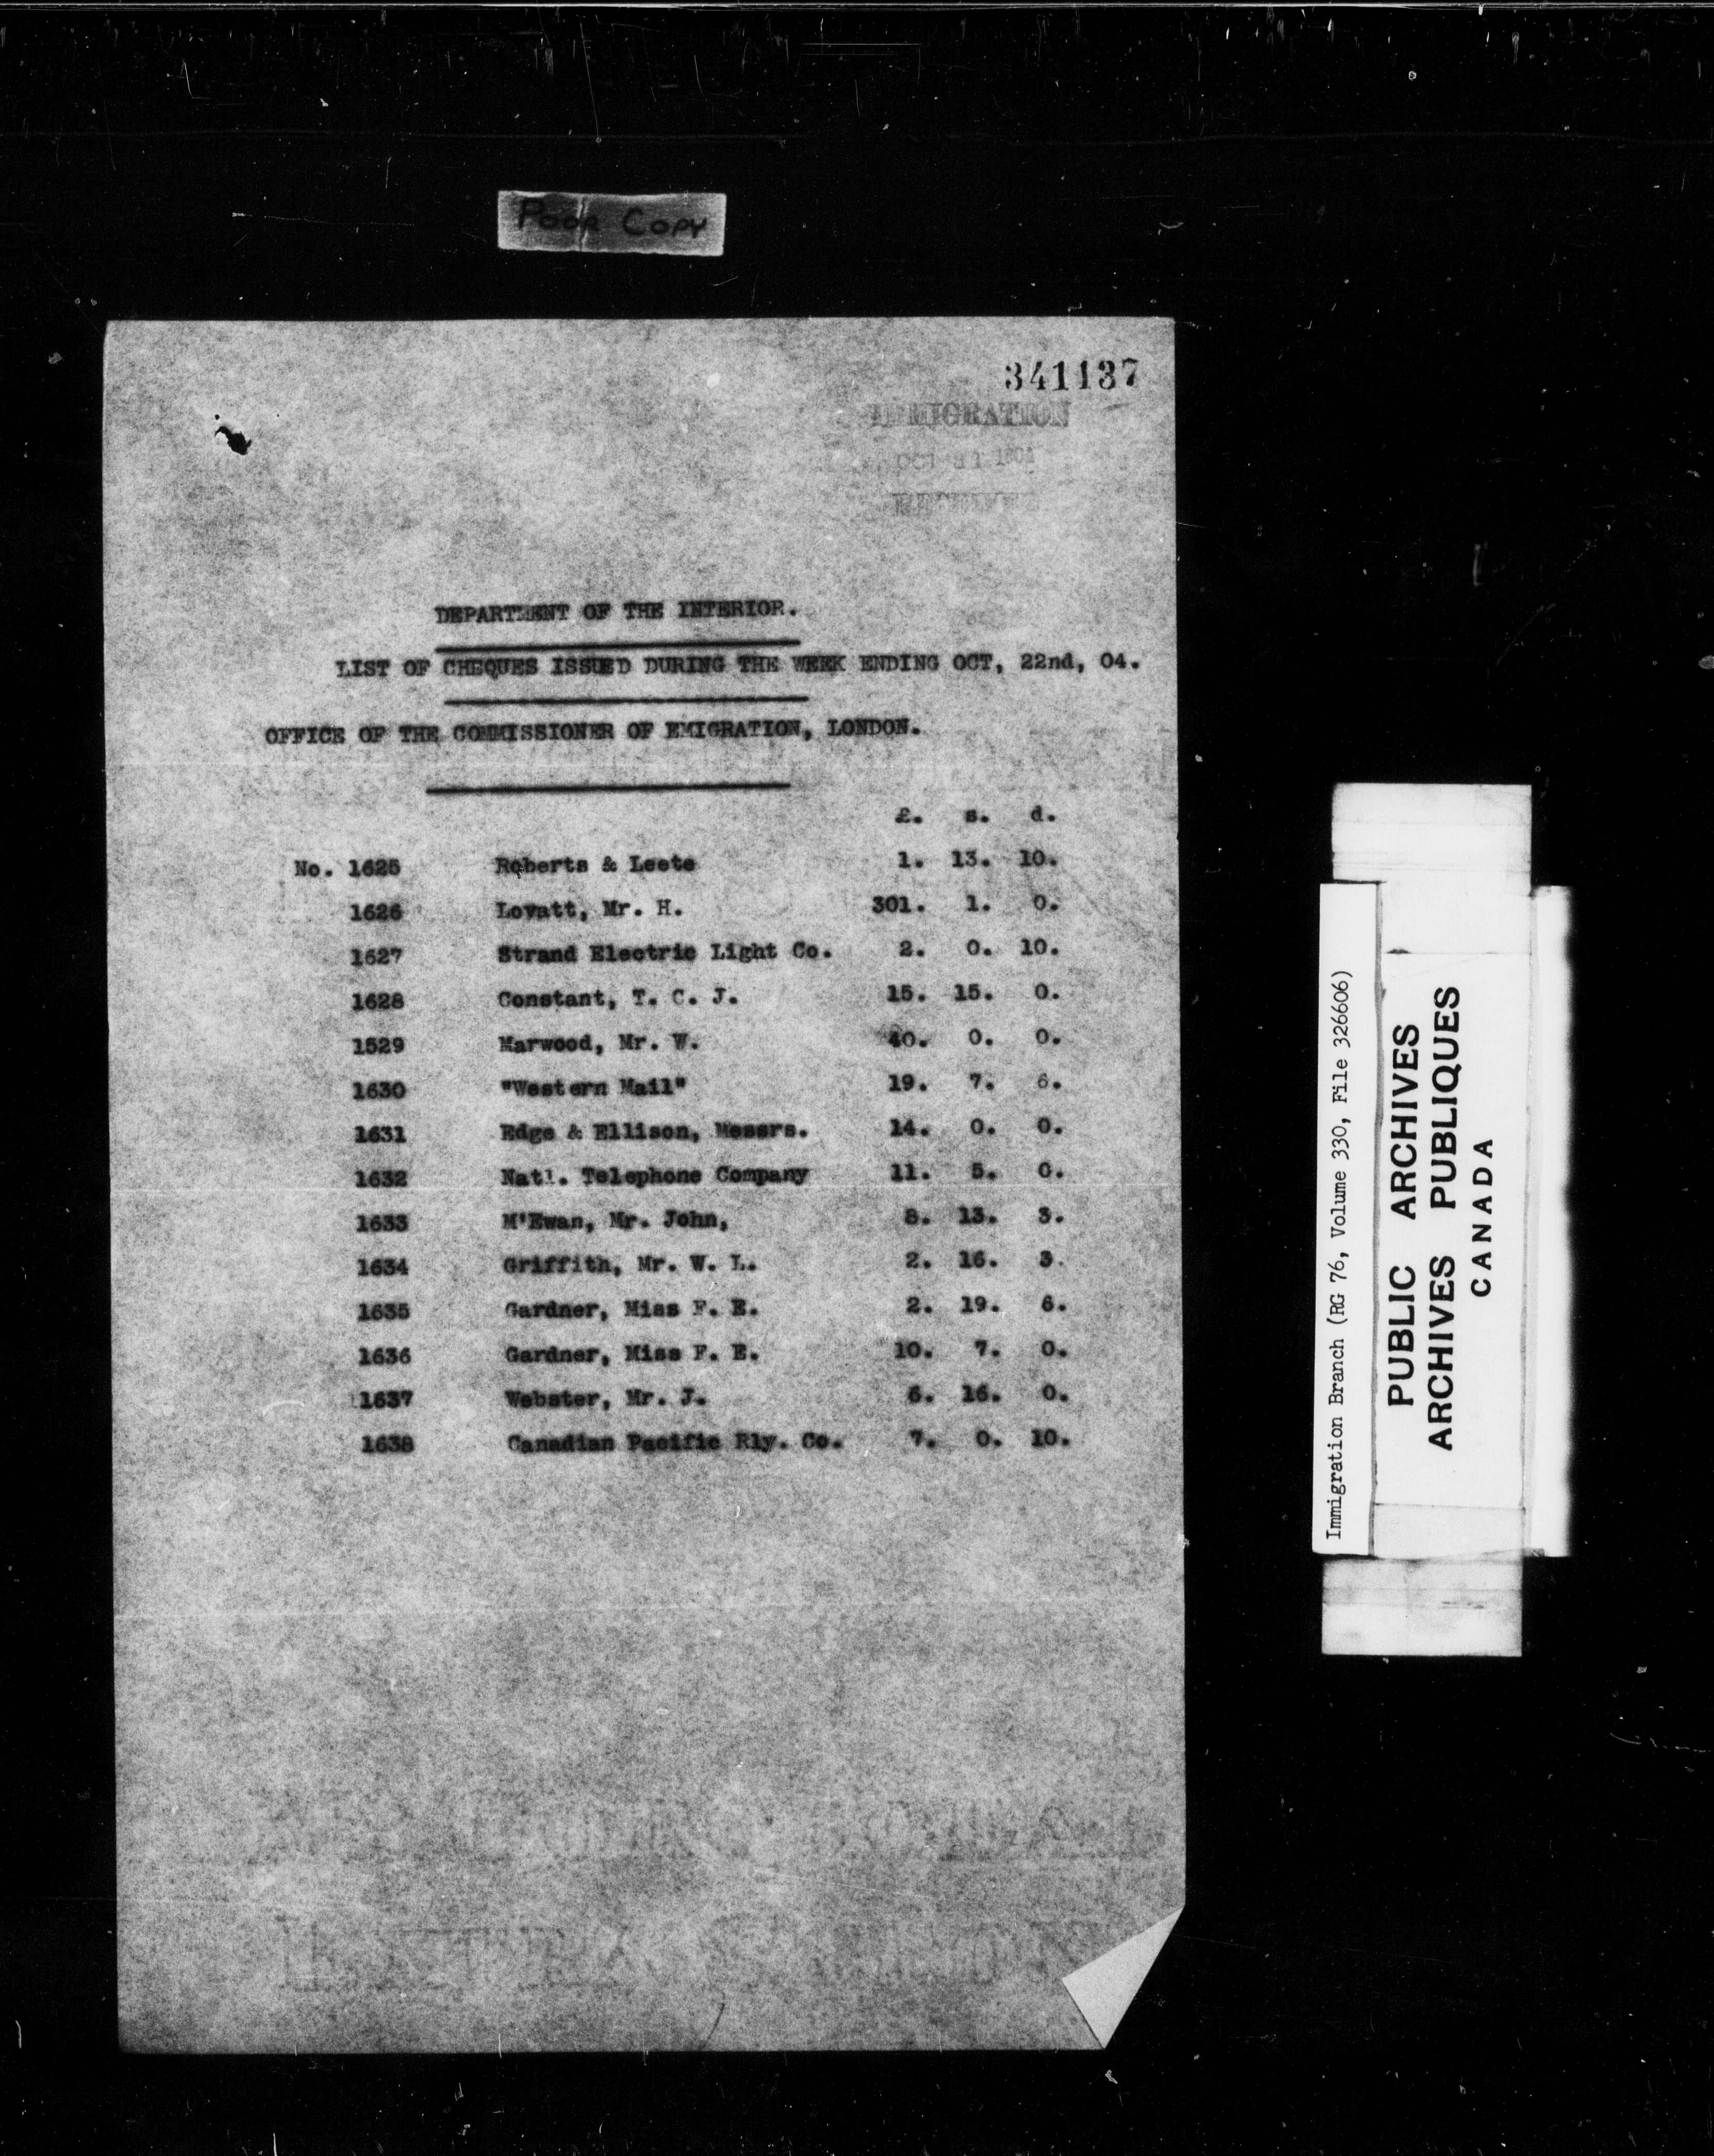 Poor Copy
341137
IMMIGRATION
OCT 31 1904
RECEIVED
DEPARTMENT OF THE INTERIOR.
LIST OF CHEQUES ISSUED DURING THE WEEK ENDING OCT, 22nd, 04.
OFFICE OF THE COMMISSIONER OF EMIGRATION, LONDON.
£. s. d.
No. 1625 Roberts & Leete 1. 13. 10.
1626 Lovatt, Mr. H. 301. 1. 0.
1627 Strand Electric Light Co. 2. 0. 10.
1628 Constant, T. C. J. 15. 15. 0.
1529 Marwood, Mr. W. 40. 0. 0.
1630 "Western Mail" 19. 7. 6.
1631 Edge & Ellison, Messrs. 14. 0. 0.
1632 Natl. Telephone Company 11. 5. 0.
1633 M'Ewan, Mr. John, 8. 13. 3.
1634 Griffith, Mr. W. L. 2. 16. 3.
1635 Gardner, Miss F. E. 2. 19. 6.
1636 Gardner, Miss F. E. 10. 7. 0.
1637 Webster, Mr. J. 6. 16. 0.
1638 Canadian Pacific Rly. Co. 7. 0. 10.
Immigration Branch (RG 76, Volume 330, File 326606)
PUBLIC ARCHIVES
ARCHIVES PUBLIQUES
CANADA